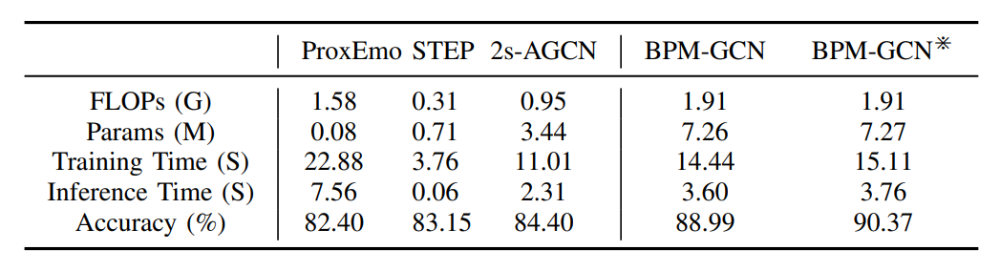 ProxEmo STEP 2s-AGCN BPM-GCN BPM-GCN※
FLOPs (G) 1.58 0.31 0.95 1.91 1.91
Params (M) 0.08 0.71 3.44 7.26 7.27
Training Time (S) 22.88 3.76 11.01 14.44 15.11
Inference Time (S) 7.56 0.06 2.31 3.60 3.76
Accuracy (%) 82.40 83.15 84.40 88.99 90.37